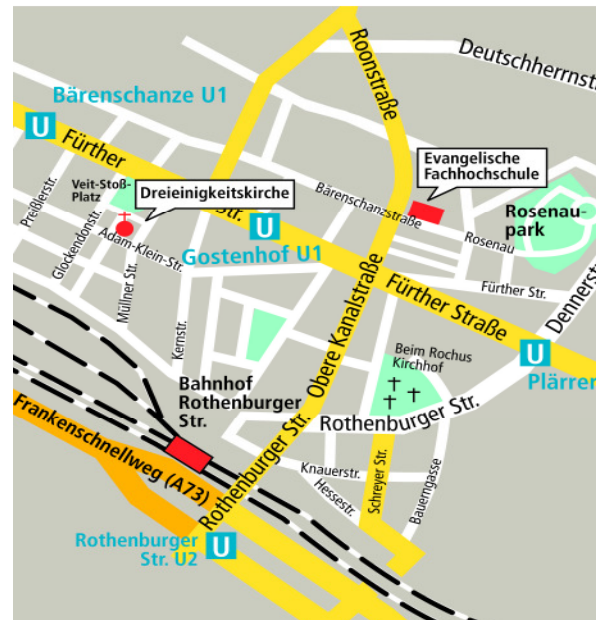 Roonstraße
Deutschherrnstr
Bärenschanze U1
U
Fürther
Str.
Evangelische
Fachhochschule
Veit-Stoß-
Platz
Dreieinigkeitskirche
Preißlerstr.
Glockendonstr.
Bärenschanzstraße
Rosenau
Rosenau-
park
U
Gostenhof U1
Adam-Klein-Str.
Müllner Str.
Kernstr.
Obere Kanalstraße
Fürther Str.
Fürther Straße
Dennerstr
U
Plärrer
Beim Rochus
Kirchhof
Bahnhof
Rothenburger
Str.
Rothenburger Str.
Rothenburger Str.
Frankenschnellweg (A73)
Knauerstr.
Hessestr.
Schreyer Str.
Bauerngasse
Rothenburger
Str. U2
U